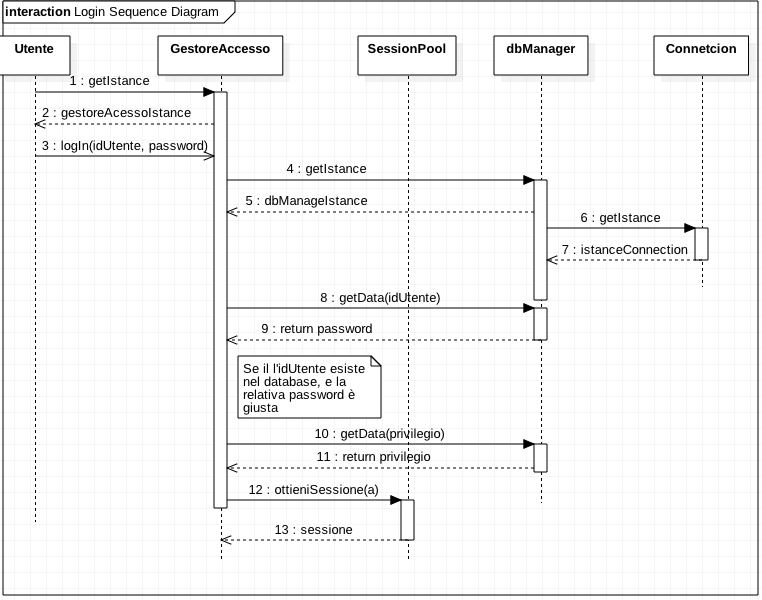 interaction Login Sequence Diagram
Utente
GestoreAccesso
SessionPool
dbManager
Connetcion
1 : getIstance
2 : gestoreAcessoIstance
3 : logIn(idUtente, password)
4 : getIstance
5 : dbManageIstance
6 : getIstance
7 : istanceConnection
8 : getData(idUtente)
9 : return password
Se il l'idUtente esiste
nel database, e la
relativa password è
giusta
10 : getData(privilegio)
11 : return privilegio
12 : ottieniSessione(a)
13 : sessione